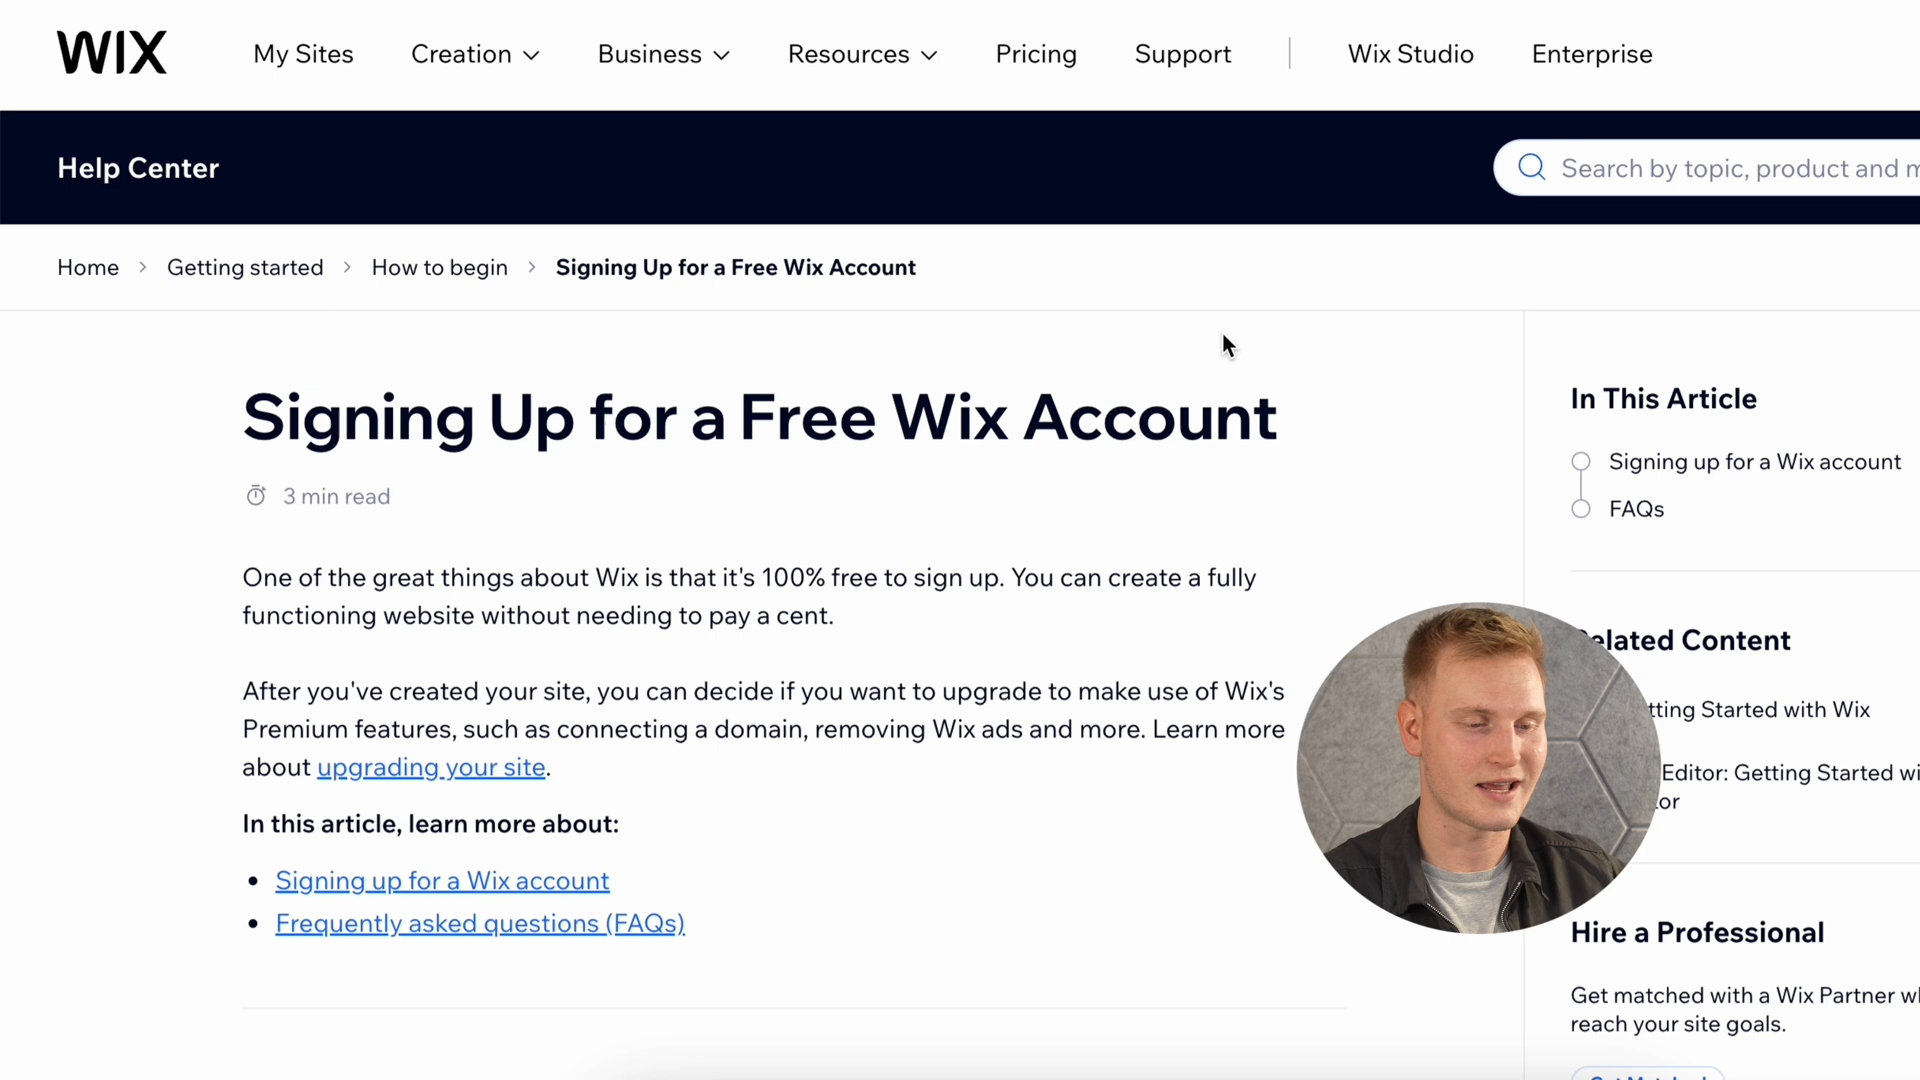 WIX
My Sites
Creation
Business
Resources
Pricing
Support
Wix Studio
Enterprise
Help Center
Search by topic, product and
Home
Getting started
How to begin
Signing Up for a Free Wix Account
Signing Up for a Free Wix Account
3 min read
One of the great things about Wix is that it's 100% free to sign up. You can create a fully
functioning website without needing to pay a cent.
After you've created your site, you can decide if you want to upgrade to make use of Wix's
Premium features, such as connecting a domain, removing Wix ads and more. Learn more
about upgrading your site.
In this article, learn more about:
• Signing up for a Wix account
• Frequently asked questions (FAQs)
In This Article
Signing up for a Wix account
FAQs
Content
Started with Wix
Editor: Getting Started
Hire a Professional
Get matched with a Wix Partner
reach your site goals.